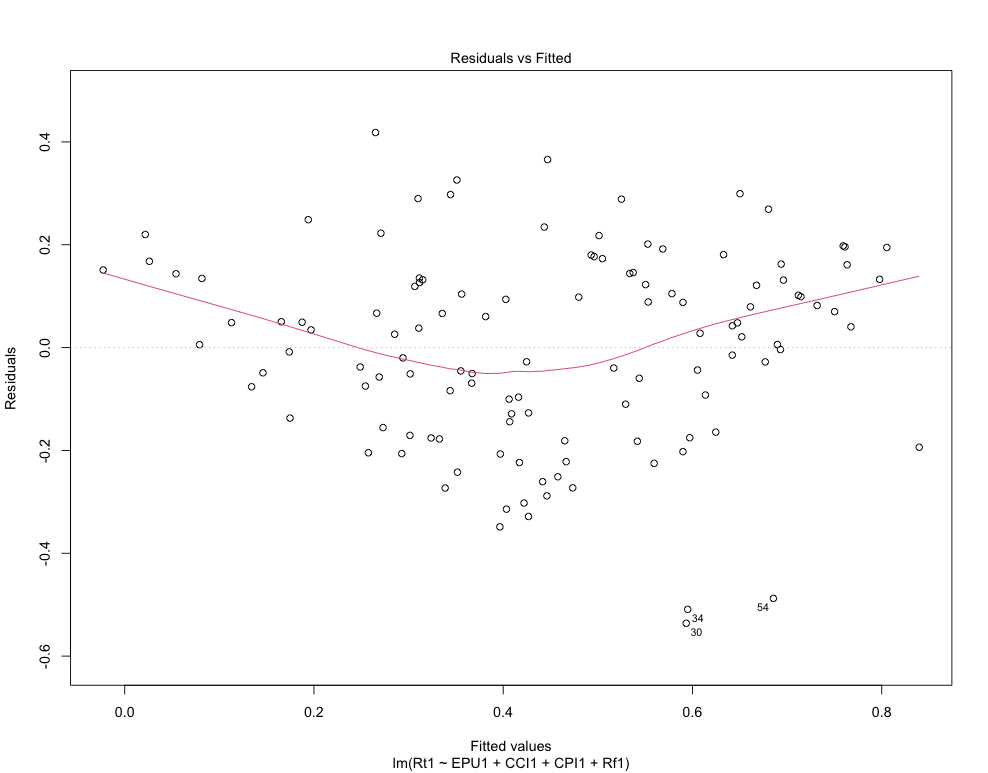 Residuals vs Fitted
Residuals
0.4
0.2
0.0
-0.2
-0.4
-0.6
54
34
30
0.0 0.2 0.4 0.6 0.8
Fitted values
lm(Rt1 ~ EPU1 + CCI1 + CPI1 + Rf1)